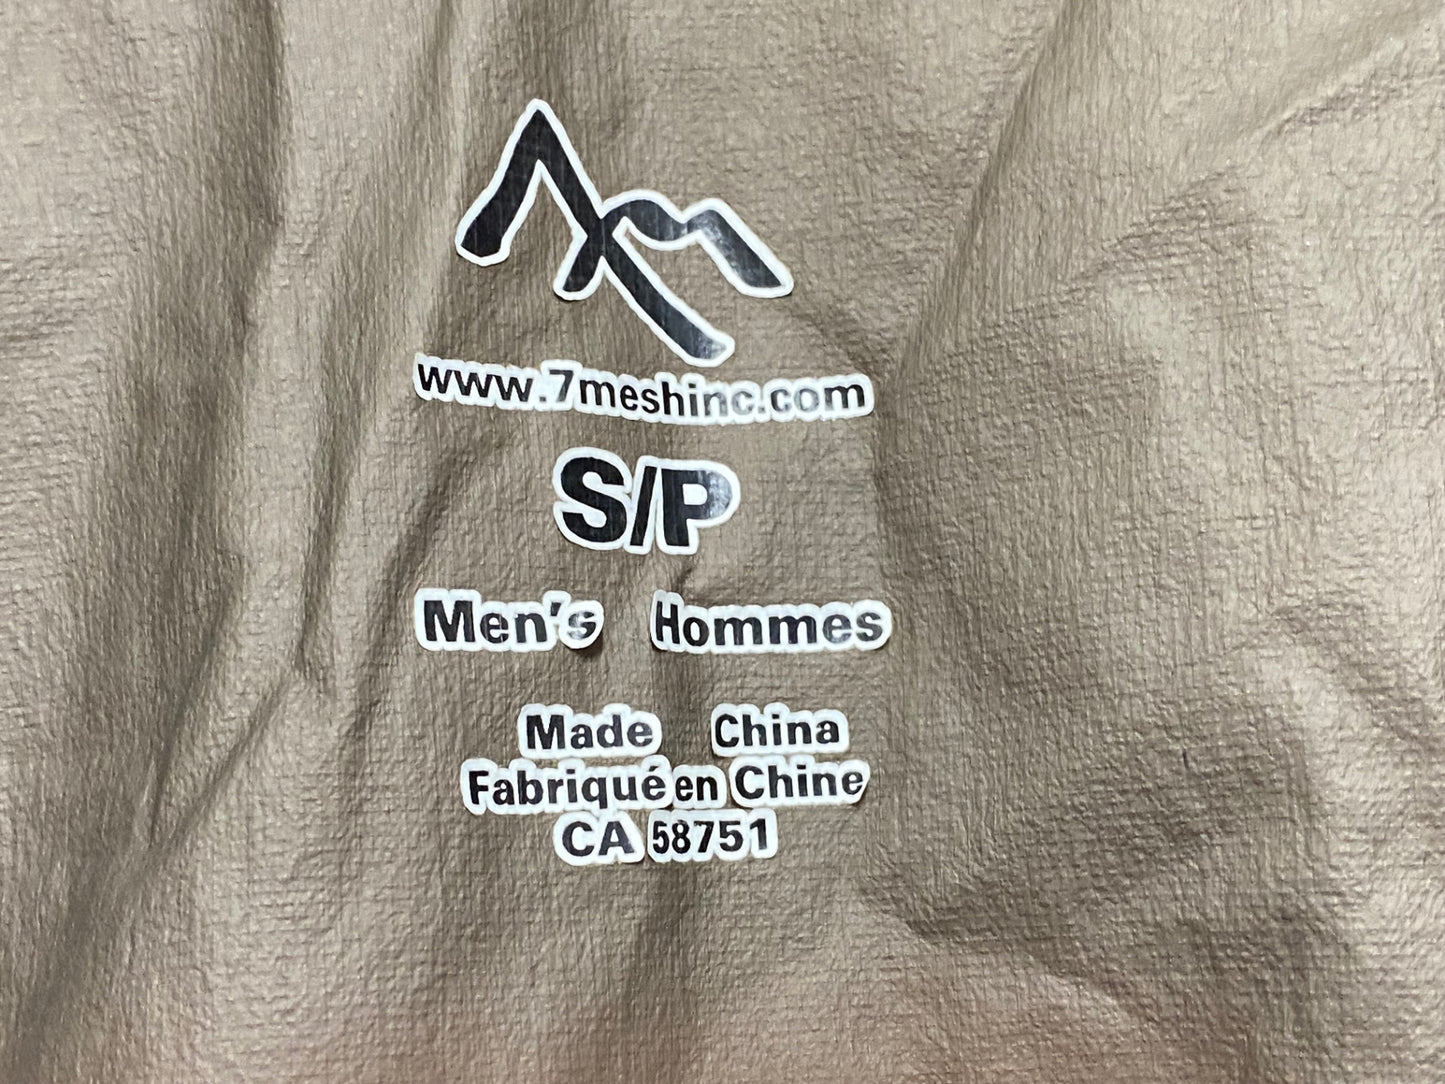 www.7meshinc.com
S/P
Men's Hommes
Made China
Fabriqué en Chine
CA 58751